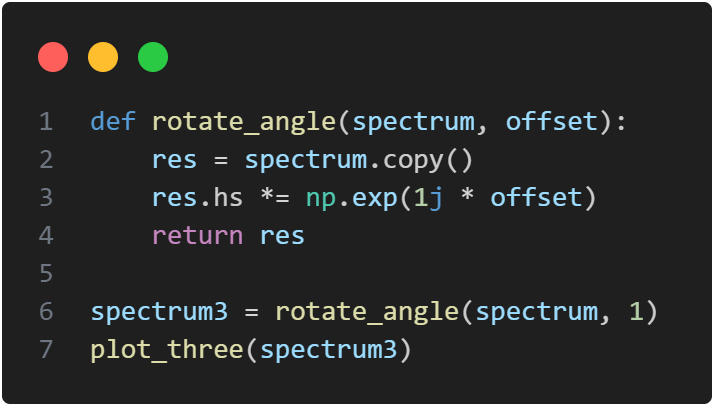 1 def rotate_angle(spectrum, offset):
2     res = spectrum.copy()
3     res.hs *= np.exp(1j * offset)
4     return res
5
6 spectrum3 = rotate_angle(spectrum, 1)
7 plot_three(spectrum3)